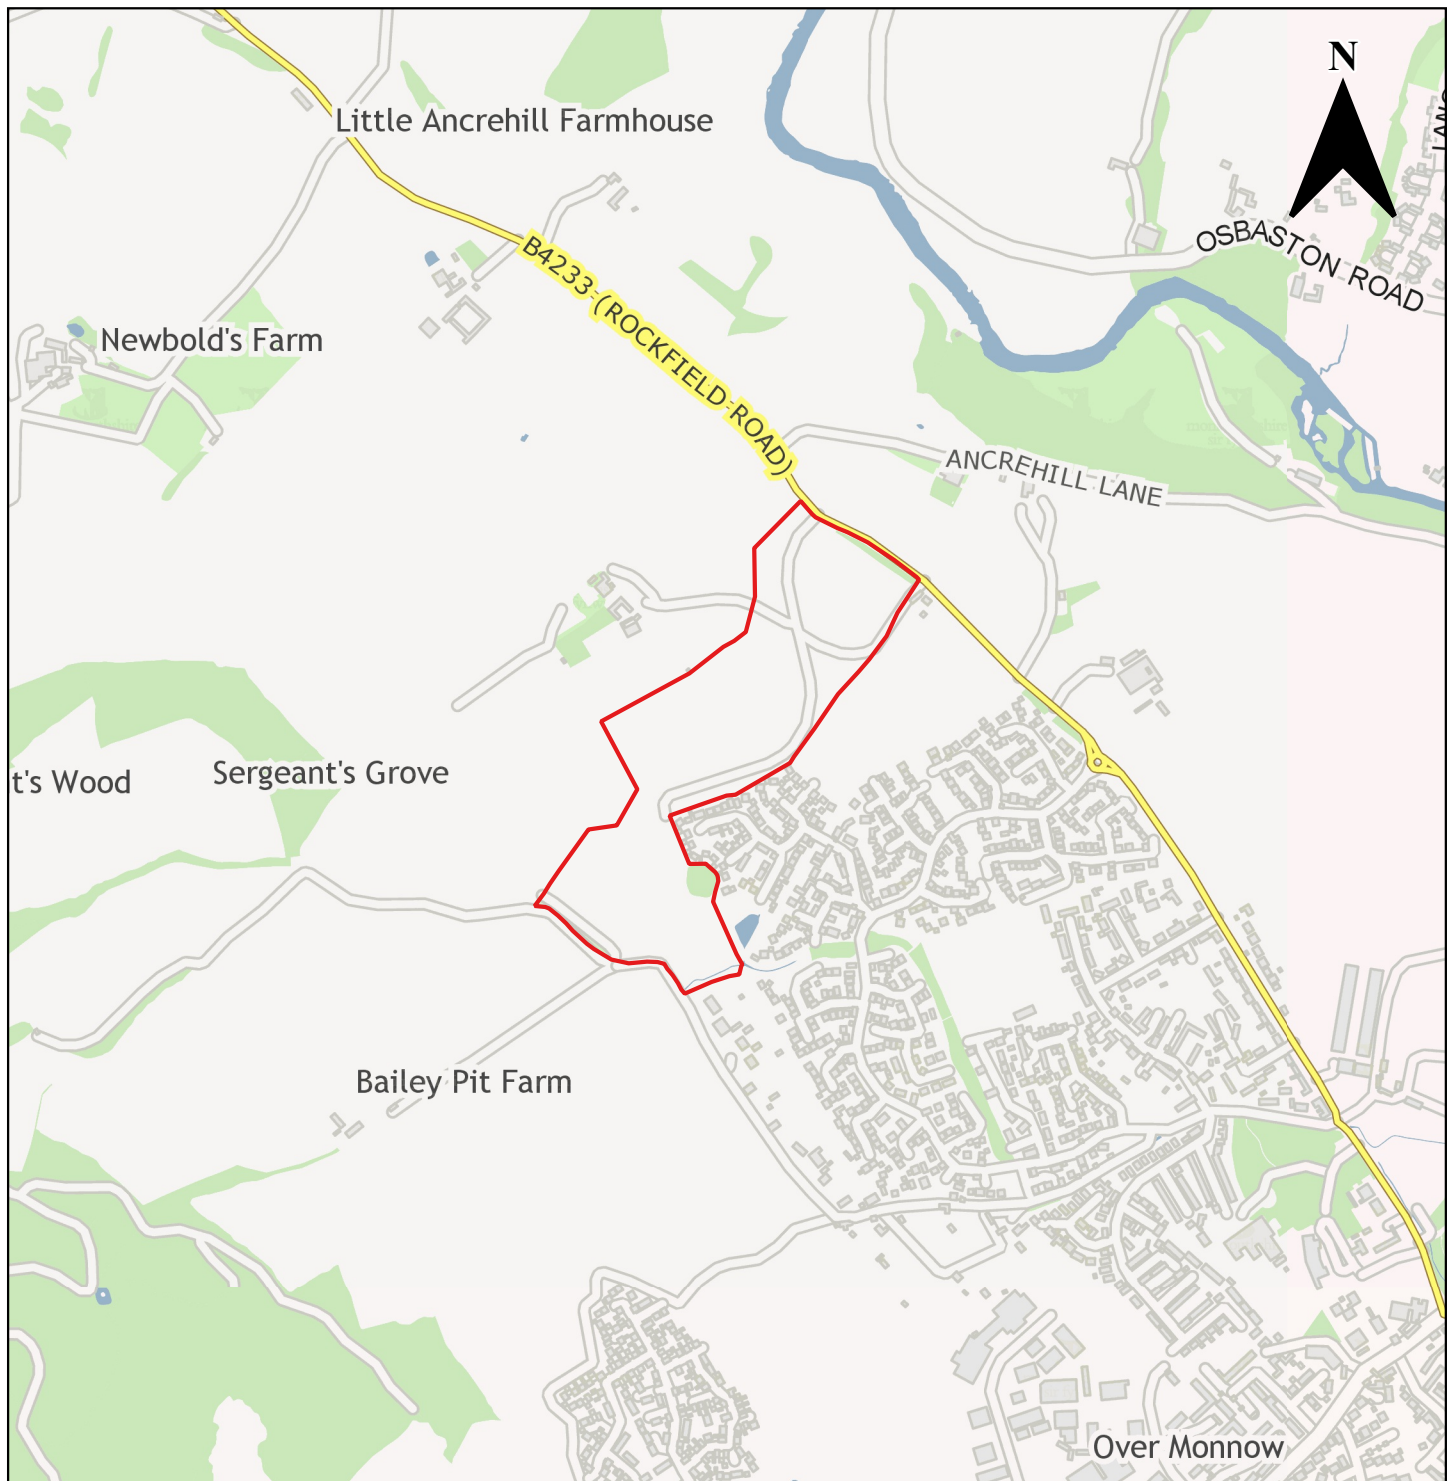 N
Little Ancrehill Farmhouse
OSBASTON ROAD
B4233 (ROCKFIELD ROAD)
Newbold's Farm
ANCREHILL LANE
t's Wood
Sergeant's Grove
Bailey Pit Farm
Over Monnow